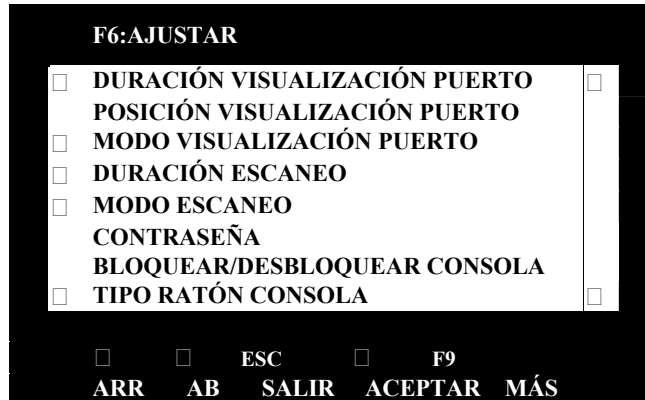 F6:AJUSTAR
DURACIÓN VISUALIZACIÓN PUERTO
POSICIÓN VISUALIZACIÓN PUERTO
MODO VISUALIZACIÓN PUERTO
DURACIÓN ESCANEO
MODO ESCANEO
CONTRASEÑA
BLOQUEAR/DESBLOQUEAR CONSOLA
TIPO RATÓN CONSOLA
ESC F9
ARR AB SALIR ACEPTAR MÁS